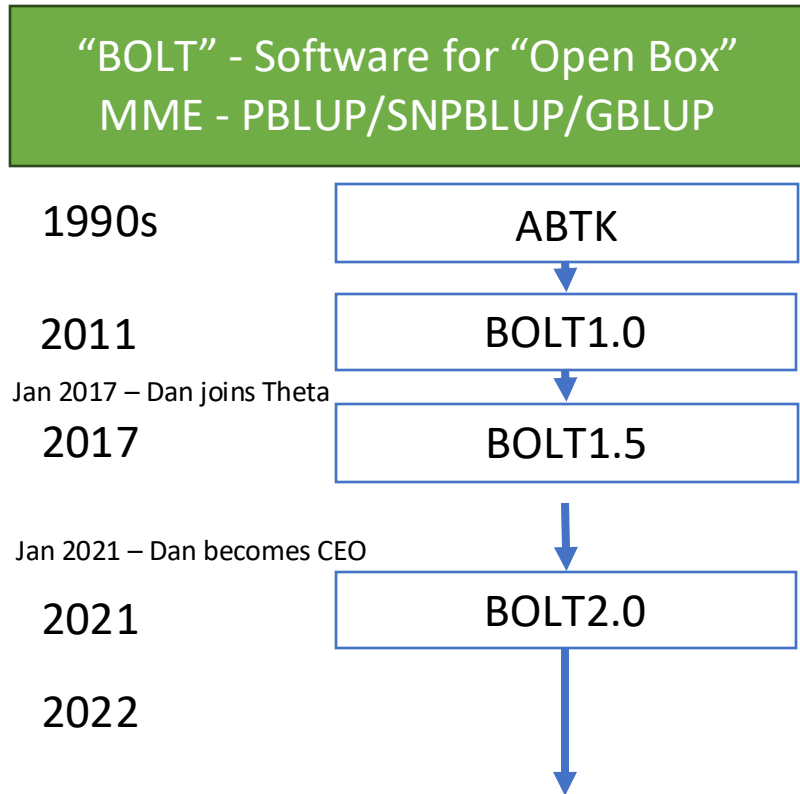 “BOLT” - Software for “Open Box”
MME - PBLUP/SNPBLUP/GBLUP
1990s
ABTK
2011
BOLT1.0
Jan 2017 – Dan joins Theta
2017
BOLT1.5
Jan 2021 – Dan becomes CEO
2021
BOLT2.0
2022